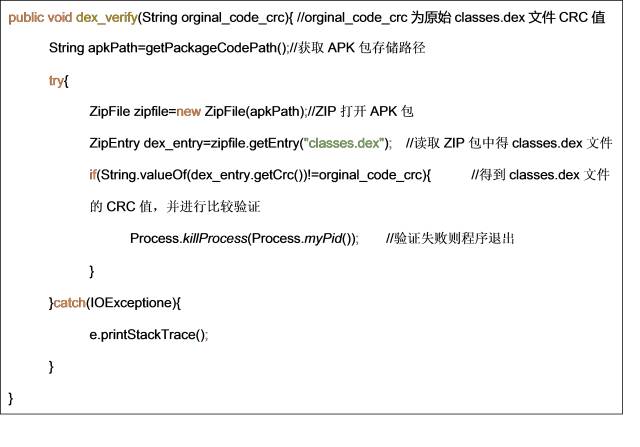 public void dex_verify(String orginal_code_crc){ //orginal_code_crc 为原始 classes.dex 文件 CRC 值
String apkPath=getPackageCodePath();//获取 APK 包存储路径
try{
ZipFile zipfile=new ZipFile(apkPath);//ZIP 打开 APK 包
ZipEntry dex_entry=zipfile.getEntry("classes.dex"); //读取 ZIP 包中得 classes.dex 文件
if(String.valueOf(dex_entry.getCrc())!=orginal_code_crc){ //得到 classes.dex 文件
的 CRC 值，并进行比较验证
Process.killProcess(Process.myPid()); //验证失败则程序退出
}
}catch(IOExceptione){
e.printStackTrace();
}
}